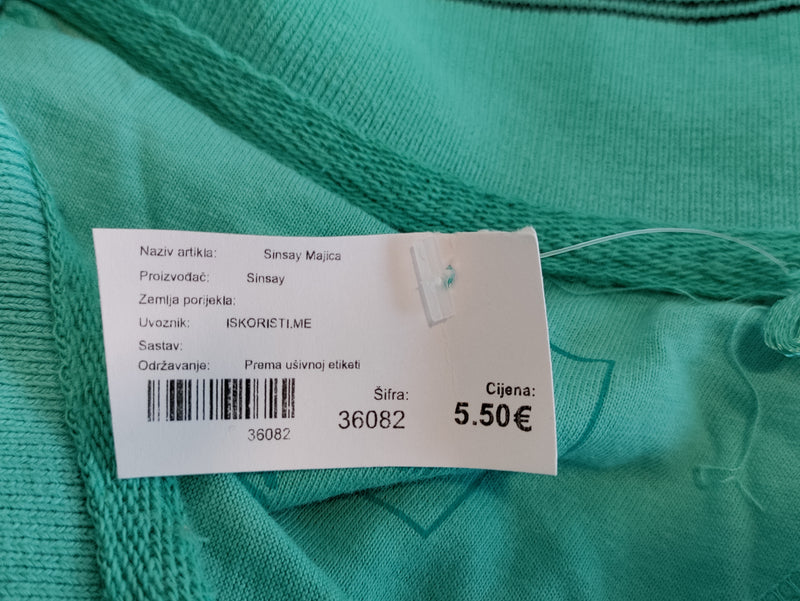 Naziv artikla: Sinsay Majica
Proizvođač: Sinsay
Zemlja porijekla:
Uvoznik: ISKORISTI.ME
Sastav:
Održavanje: Prema ušivnoj etiketi
36082
Šifra:
36082
Cijena:
5.50€